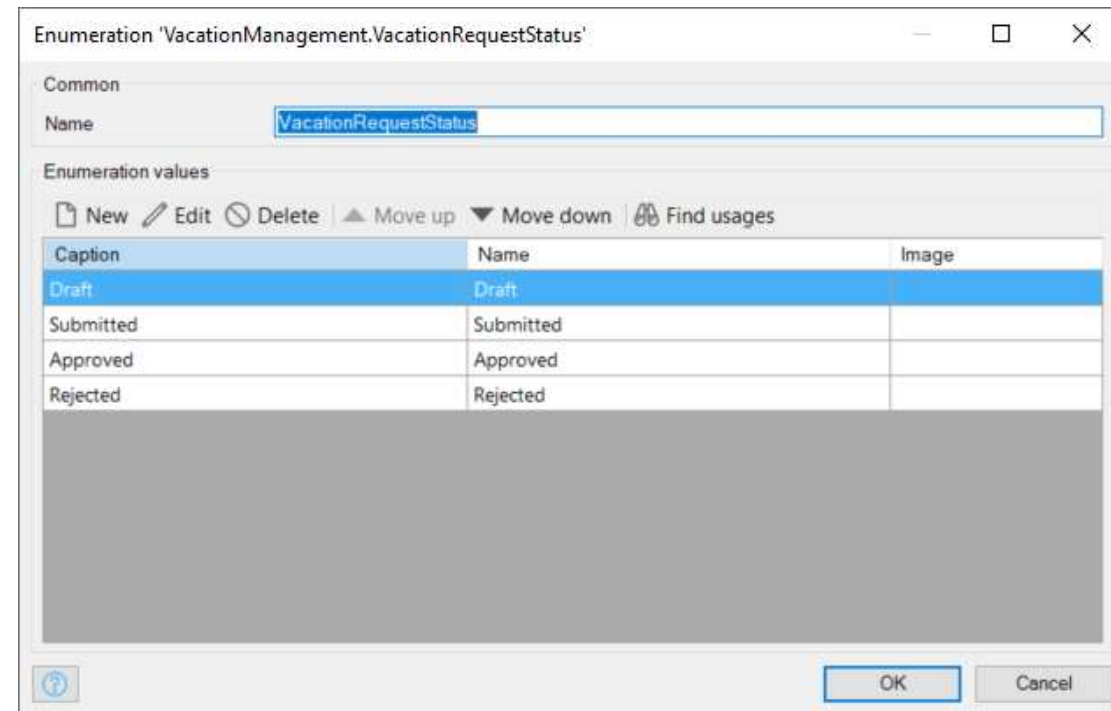 Enumeration 'VacationManagement.VacationRequestStatus'
Common
Name VacationRequestStatus
Enumeration values
New Edit Delete Move up Move down Find usages
Caption Name Image
Draft Draft
Submitted Submitted
Approved Approved
Rejected Rejected
? OK Cancel